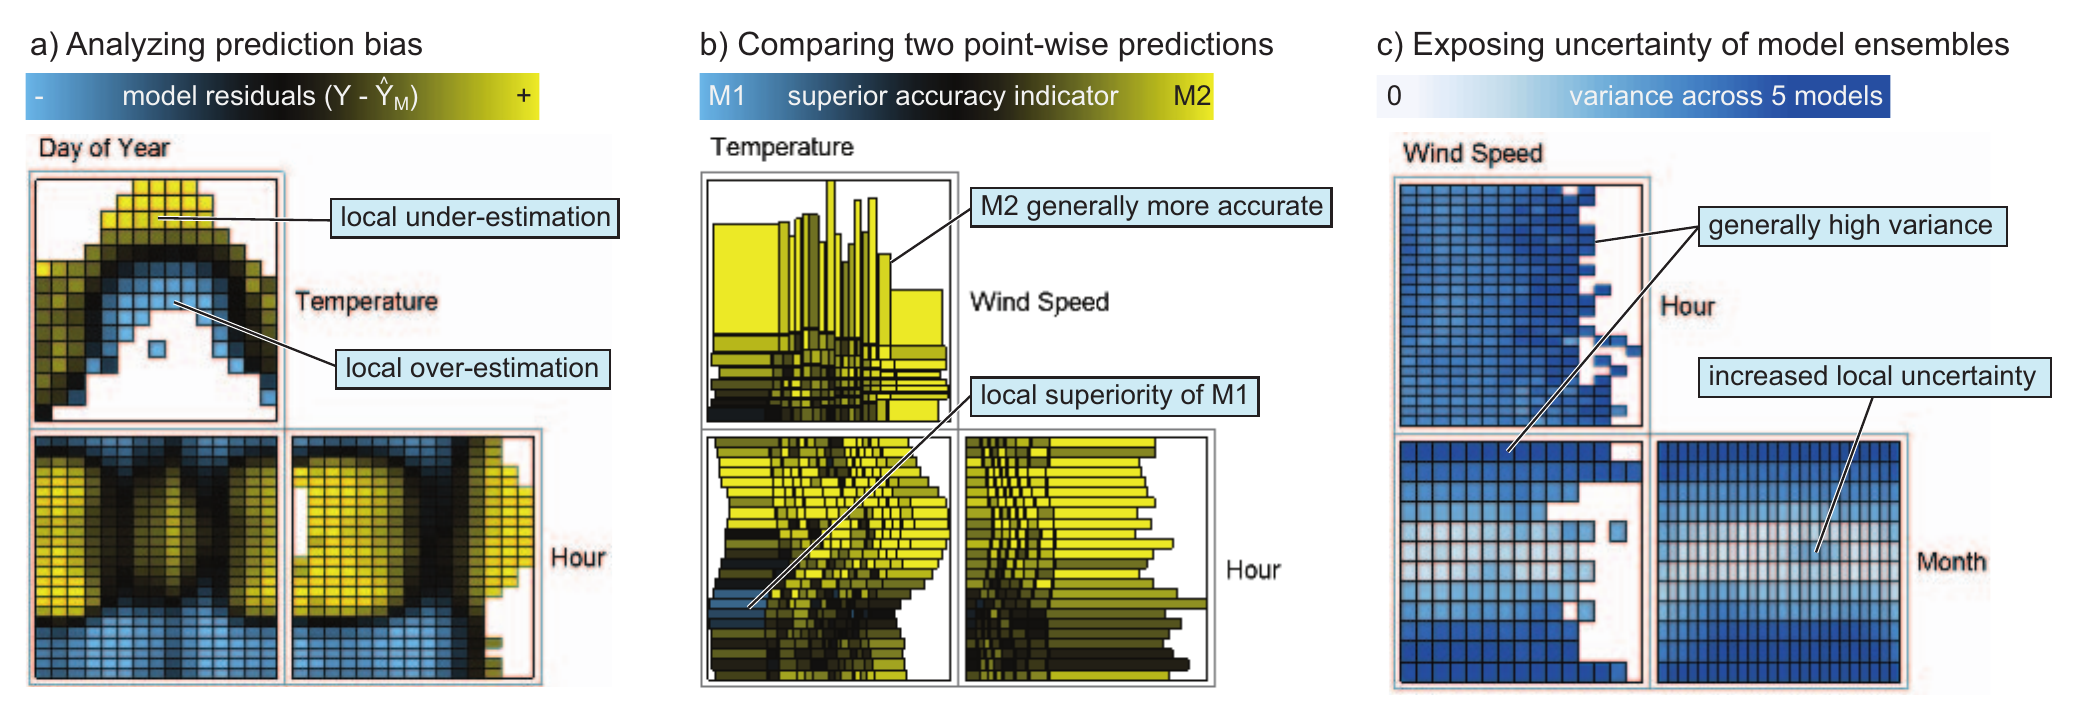 a) Analyzing prediction bias
- model residuals (Y - Ŷ_M) +
Day of Year
local under-estimation
Temperature
local over-estimation
Hour
b) Comparing two point-wise predictions
M1 superior accuracy indicator M2
Temperature
M2 generally more accurate
Wind Speed
local superiority of M1
Hour
c) Exposing uncertainty of model ensembles
0 variance across 5 models
Wind Speed
generally high variance
Hour
increased local uncertainty
Month